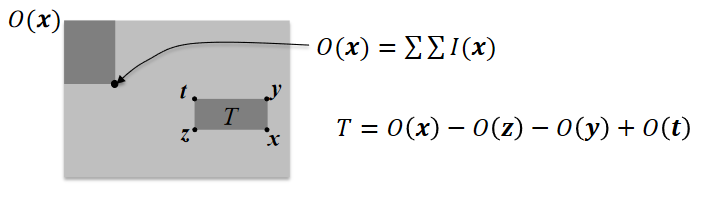 O(x)
O(x) = ∑∑I(x)
t
y
T
z
x
T = O(x) − O(z) − O(y) + O(t)